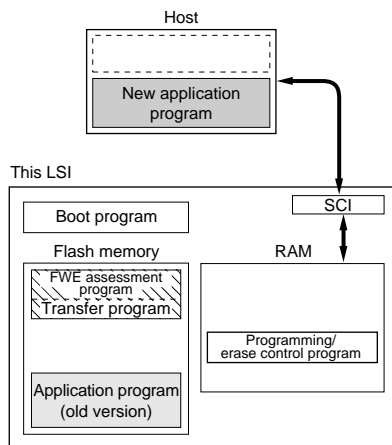 Host
New application
program
This LSI
Boot program
SCI
Flash memory
RAM
FWE assessment
program
Transfer program
Programming/
erase control program
Application program
(old version)